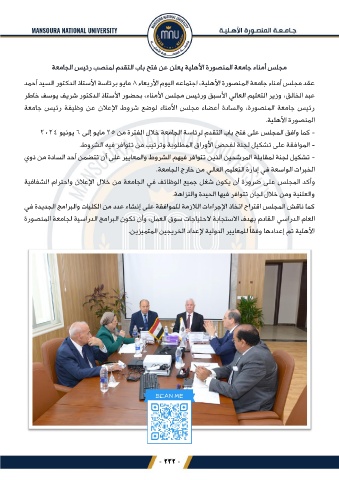 MANSOURA NATIONAL UNIVERSITY
جـامـعـة المنـصـورة الأهـلـيـة
مجلس أمناء جامعة المنصورة الأهلية يعلن عن فتح باب التقدم لمنصب رئيس الجامعة
عقد مجلس أمناء جامعة المنصورة الأهلية، اجتماعه اليوم الأربعاء ٨ مايو برئاسة الأستاذ الدكتور السيد أحمد
عبد الخالق، وزير التعليم العالي الأسبق ورئيس مجلس الأمناء، بحضور الأستاذ الدكتور شريف يوسف خاطر
رئيس جامعة المنصورة، والسادة أعضاء مجلس الأمناء لوضع شروط الإعلان عن وظيفة رئيس جامعة
المنصورة الأهلية.
- كما وافق المجلس على فتح باب التقدم لرئاسة الجامعة خلال الفترة من ٢٥ مايو إلى ٦ يونيو ٢٠٢٤
- الموافقة على تشكيل لجنة لفحص الأوراق المطلوبة وترتيب من تتوافر فيه الشروط.
- تشكيل لجنة لمقابلة المرشحين الذين تتوافر فيهم الشروط والمعايير على أن تتضمن أحد السادة من ذوي
الخبرات الواسعة في إدارة التعليم العالي من خارج الجامعة.
وأكد المجلس على ضرورة أن يكون شغل جميع الوظائف في الجامعة من خلال الإعلان واحترام الشفافية
والعلنية ومن خلال لجان تتوافر فيها الحيدة والنزاهة.
كما ناقش المجلس اقتراح اتخاذ الإجراءات اللازمة للموافقة على إنشاء عدد من الكليات والبرامج الجديدة في
العام الدراسي القادم بهدف الاستجابة لاحتياجات سوق العمل، وأن تكون البرامج الدراسية لجامعة المنصورة
الأهلية تم إعدادها وفقاً للمعايير الدولية لإعداد الخريجين المتميزين.
SCAN ME
٢٣٢